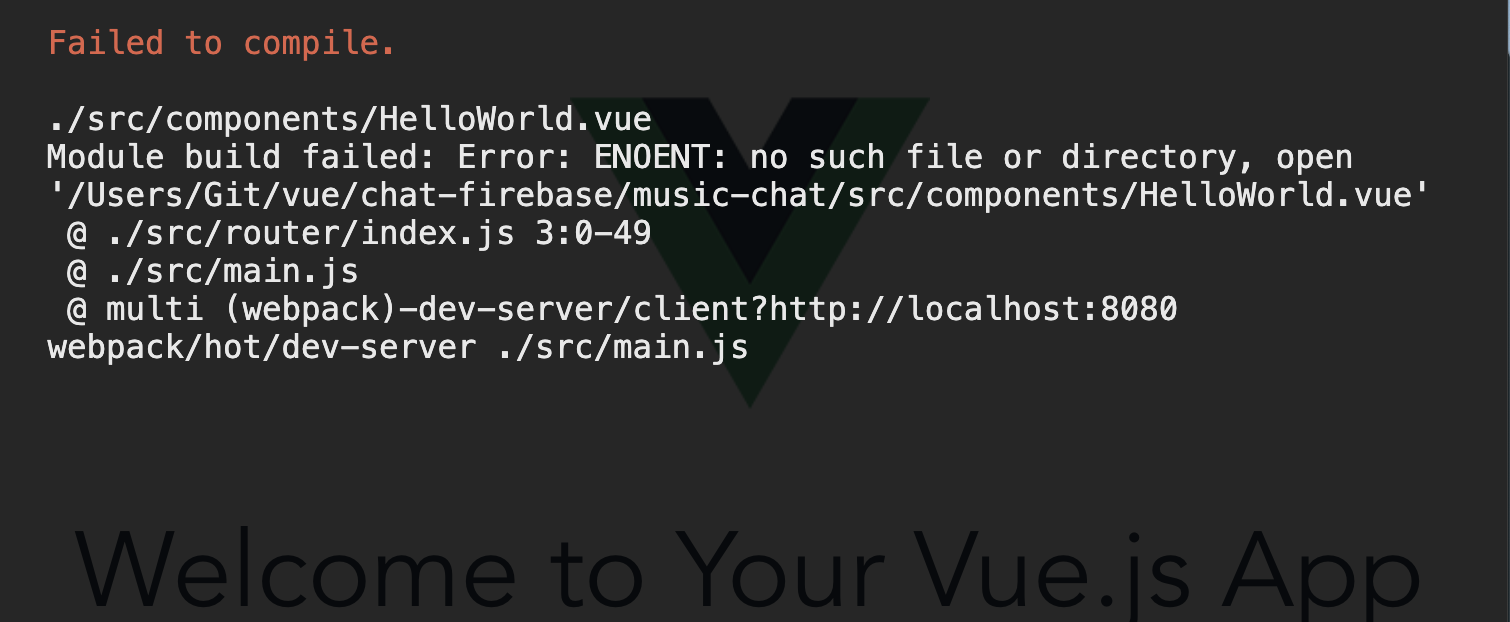 Failed to compile.
./src/components/HelloWorld.vue
Module build failed: Error: ENOENT: no such file or directory, open
'/Users/Git/vue/chat-firebase/music-chat/src/components/HelloWorld.vue'
@ ./src/router/index.js 3:0-49
@ ./src/main.js
@ multi (webpack)-dev-server/client?http://localhost:8080
webpack/hot/dev-server ./src/main.js
Welcome to Your Vue.js App